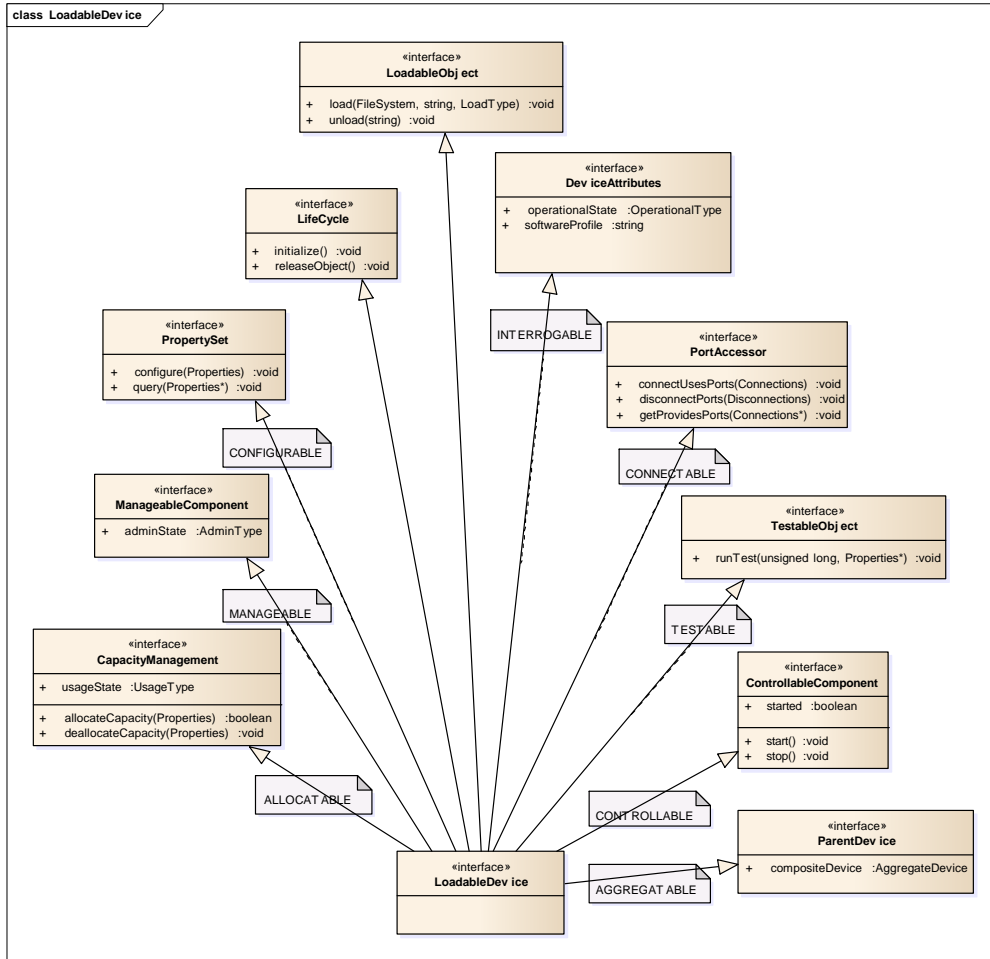 class LoadableDevice
«interface»
LoadableObject
+ load(FileSystem, string, LoadType) :void
+ unload(string) :void
«interface»
DeviceAttributes
+ operationalState :OperationalType
+ softwareProfile :string
«interface»
LifeCycle
+ initialize() :void
+ releaseObject() :void
INTERROGABLE
«interface»
PropertySet
+ configure(Properties) :void
+ query(Properties*) :void
«interface»
PortAccessor
+ connectUsesPorts(Connections) :void
+ disconnectPorts(Disconnections) :void
+ getProvidesPorts(Connections*) :void
CONFIGURABLE
CONNECTABLE
«interface»
ManageableComponent
+ adminState :AdminType
«interface»
TestableObject
+ runTest(unsigned long, Properties*) :void
MANAGEABLE
TESTABLE
«interface»
CapacityManagement
+ usageState :UsageType
+ allocateCapacity(Properties) :boolean
+ deallocateCapacity(Properties) :void
«interface»
ControllableComponent
+ started :boolean
+ start() :void
+ stop() :void
ALLOCATABLE
CONTROLLABLE
«interface»
ParentDevice
+ compositeDevice :AggregateDevice
«interface»
LoadableDevice
AGGREGATABLE